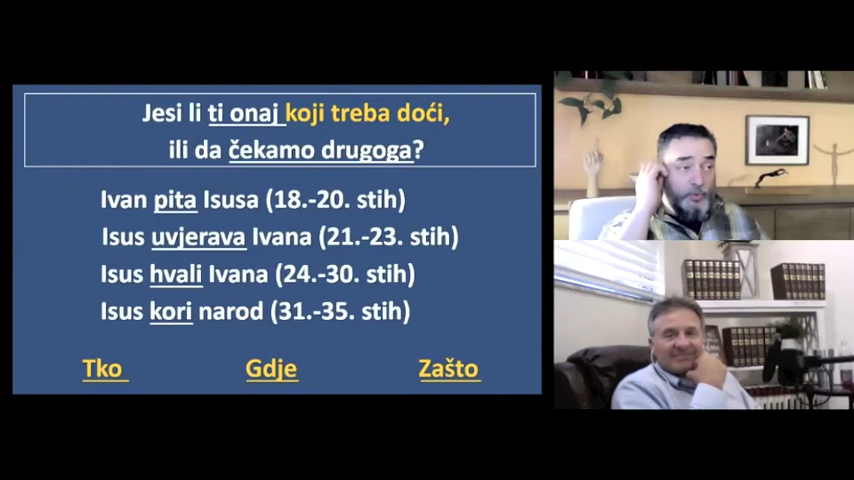 Jesi li ti onaj koji treba doći,
ili da čekamo drugoga?
Ivan pita Isusa (18.-20. stih)
Isus uvjerava Ivana (21.-23. stih)
Isus hvali Ivana (24.-30. stih)
Isus kori narod (31.-35. stih)
Tko Gdje Zašto